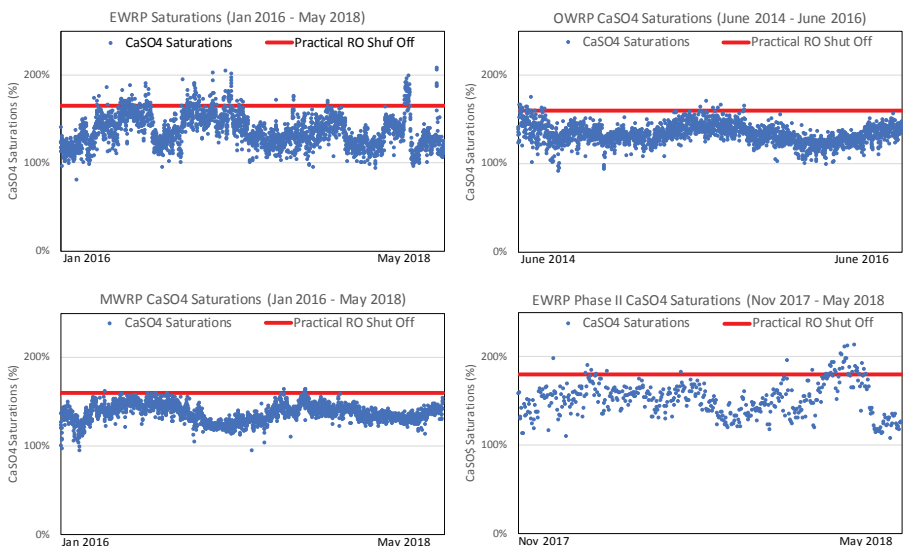 EWRP Saturations (Jan 2016 - May 2018)
CaSO4 Saturations
Practical RO Shuf Off
CaSO4 Saturations (%)
200%
100%
0%
Jan 2016
May 2018
OWRP CaSO4 Saturations (June 2014 - June 2016)
CaSO4 Saturations
Practical RO Shut Off
CaSO4 Saturations (%)
200%
100%
0%
June 2014
June 2016
MWRP CaSO4 Saturations (Jan 2016 - May 2018)
CaSO4 Saturations
Practical RO Shut Off
CaSO4 Saturations (%)
200%
100%
0%
Jan 2016
May 2018
EWRP Phase II CaSO4 Saturations (Nov 2017 - May 2018
CaSO4 Saturations
Practical RO Shut Off
CaSO$ Saturations (%)
200%
100%
0%
Nov 2017
May 2018